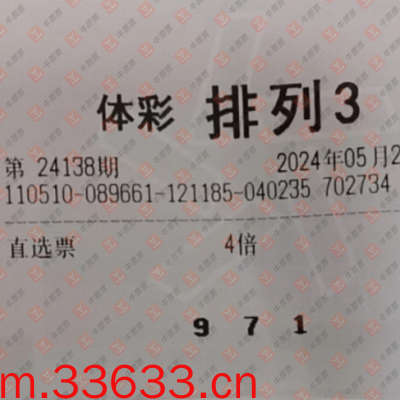 体彩 排列3
第 24138期 2024年05月2
110510-089661-121185-040235 702734
直选票 4倍
9 7 1
m.33633.cn